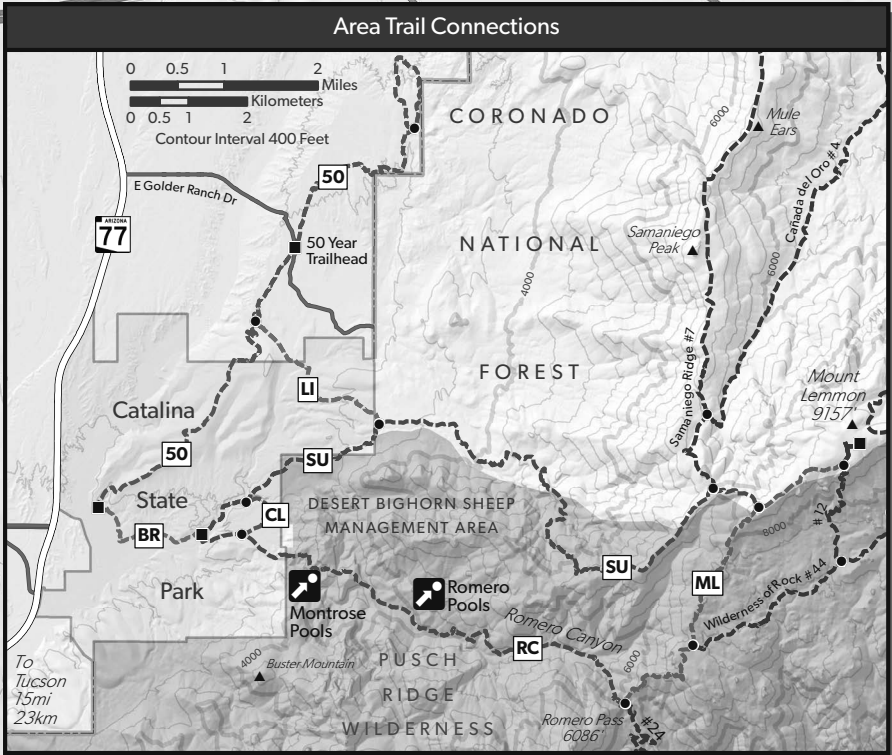 Area Trail Connections
0 0.5 1 2
Miles
Kilometers
0 0.5 1 2
Contour Interval 400 Feet
CORONADO
6000
Mule
Ears
E Golder Ranch Dr
50
Cañada del Oro #4
ARIZONA
77
50 Year
Trailhead
NATIONAL
Samaniego
Peak
4000
6000
Samaniego Ridge #7
FOREST
Mount
Lemmon
9157'
LI
Catalina
50
SU
State
CL
DESERT BIGHORN SHEEP
MANAGEMENT AREA
BR
8000
#12
SU
ML
Wilderness of Rock #44
Park
Montrose
Pools
Romero
Pools
Romero Canyon
RC
6000
To
Tucson
15mi
23km
4000
Buster Mountain
PUSCH
RIDGE
WILDERNESS
Romero Pass
6086'
#24